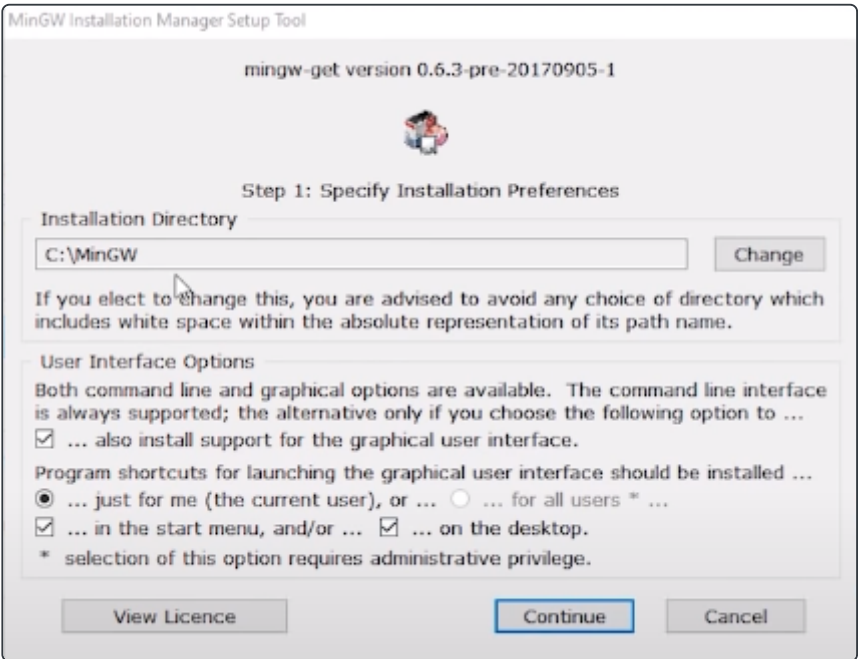 MinGW Installation Manager Setup Tool
mingw-get version 0.6.3-pre-20170905-1
Step 1: Specify Installation Preferences
Installation Directory
C:\MinGW
Change
If you elect to change this, you are advised to avoid any choice of directory which
includes white space within the absolute representation of its path name.
User Interface Options
Both command line and graphical options are available. The command line interface
is always supported; the alternative only if you choose the following option to ...
... also install support for the graphical user interface.
Program shortcuts for launching the graphical user interface should be installed ...
... just for me (the current user), or ... ... for all users * ...
... in the start menu, and/or ... ... on the desktop.
* selection of this option requires administrative privilege.
View Licence Continue Cancel